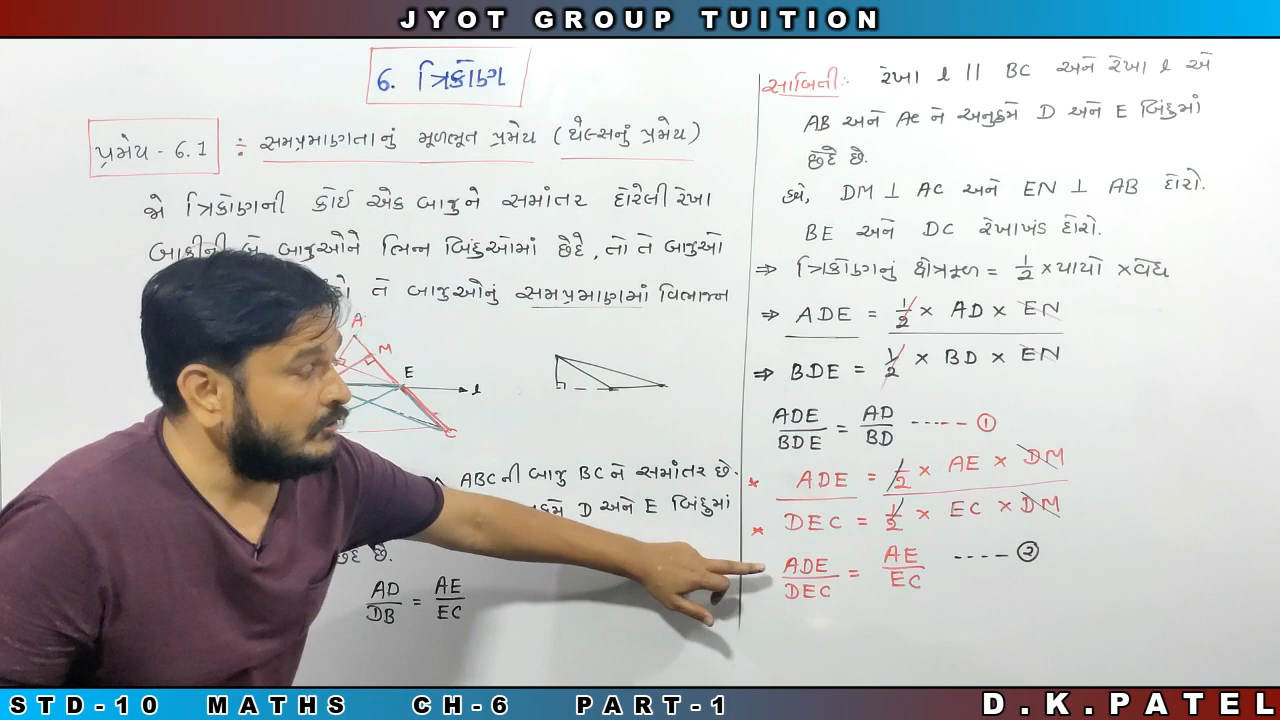 JYOT GROUP TUITION
6. ત્રિકોણ
પ્રમેય - 6.1 ÷ સમપ્રમાણતાનું મૂળભૂત પ્રમેય (થેલ્સનું પ્રમેય)
જો ત્રિકોણની કોઈ એક બાજુને સમાંતર દોરેલી રેખા
બાકીની બે બાજુઓને ભિન્ન બિંદુઓમાં છેદે, તો તે બાજુઓ
તે બાજુઓનું સમપ્રમાણમાં વિભાજન
A
M
E
l
C
ABC ની બાજુ BC ને સમાંતર છે.
D અને E બિંદુમાં
છેદે છે.
AD/DB = AE/EC
સાબિતી: રેખા l || BC અને રેખા l એ
AB અને AC ને અનુક્રમે D અને E બિંદુમાં
છેદે છે.
હવે, DM ⊥ AC અને EN ⊥ AB દોરો.
BE અને DC રેખાખંડ દોરો.
⇒ ત્રિકોણનું ક્ષેત્રફળ = 1/2 × પાયો × વેધ
⇒ ADE = 1/2 × AD × EN
⇒ BDE = 1/2 × BD × EN
ADE/BDE = AD/BD ----- ①
* ADE = 1/2 × AE × DM
* DEC = 1/2 × EC × DM
ADE/DEC = AE/EC ---- ②
STD-10 MATHS CH-6 PART-1 D.K.PATEL